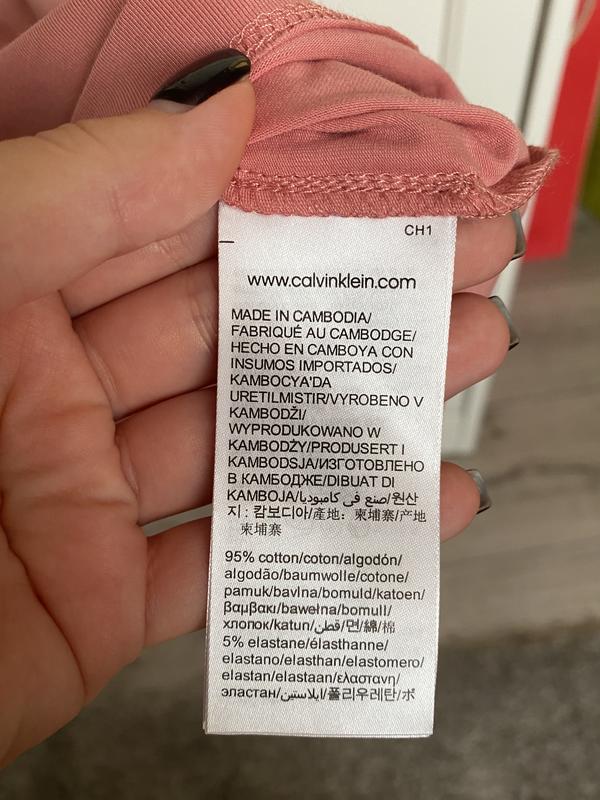 CH1
www.calvinklein.com
MADE IN CAMBODIA/
FABRIQUÉ AU CAMBODGE/
HECHO EN CAMBOYA CON
INSUMOS IMPORTADOS/
KAMBOCYA'DA
URETILMISTIR/VYROBENO V
KAMBODŽI/
WYPRODUKOWANO W
KAMBODŻY/PRODUSERT I
KAMBODSJA/ИЗГОТОВЛЕНО
В КАМБОДЖЕ/DIBUAT DI
KAMBOJA/صنع في كامبوديا/원산
지 : 캄보디아/產地：柬埔寨/产地
柬埔寨
95% cotton/coton/algodón/
algodão/baumwolle/cotone/
pamuk/bavlna/bomuld/katoen/
βαμβακι/bawełna/bomull/
хлопок/katun/قطن/면/綿/棉
5% elastane/élasthanne/
elastano/elasthan/elastomero/
elastan/elastaan/ελαστανη/
эластан/ايلاستين/폴리우레탄/ポ